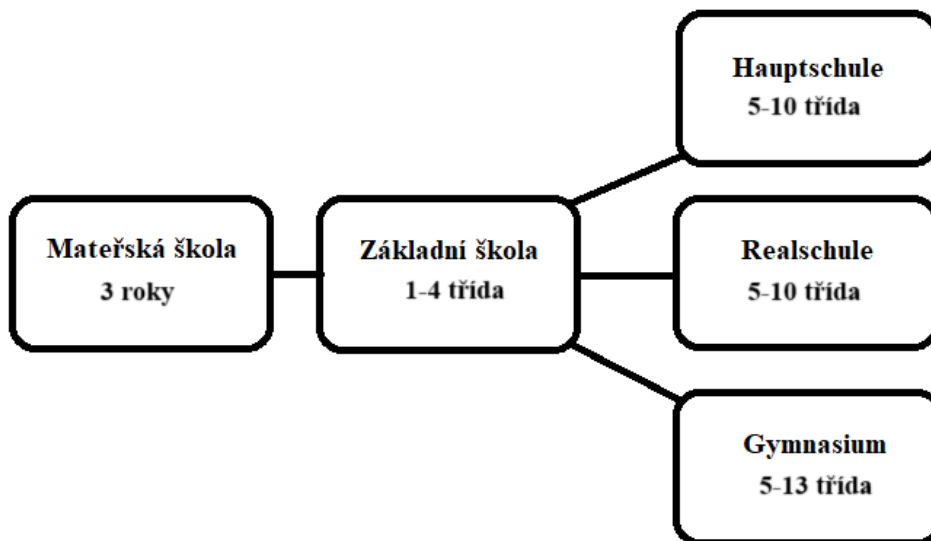 Mateřská škola
3 roky
Základní škola
1-4 třída
Hauptschule
5-10 třída
Realschule
5-10 třída
Gymnasium
5-13 třída